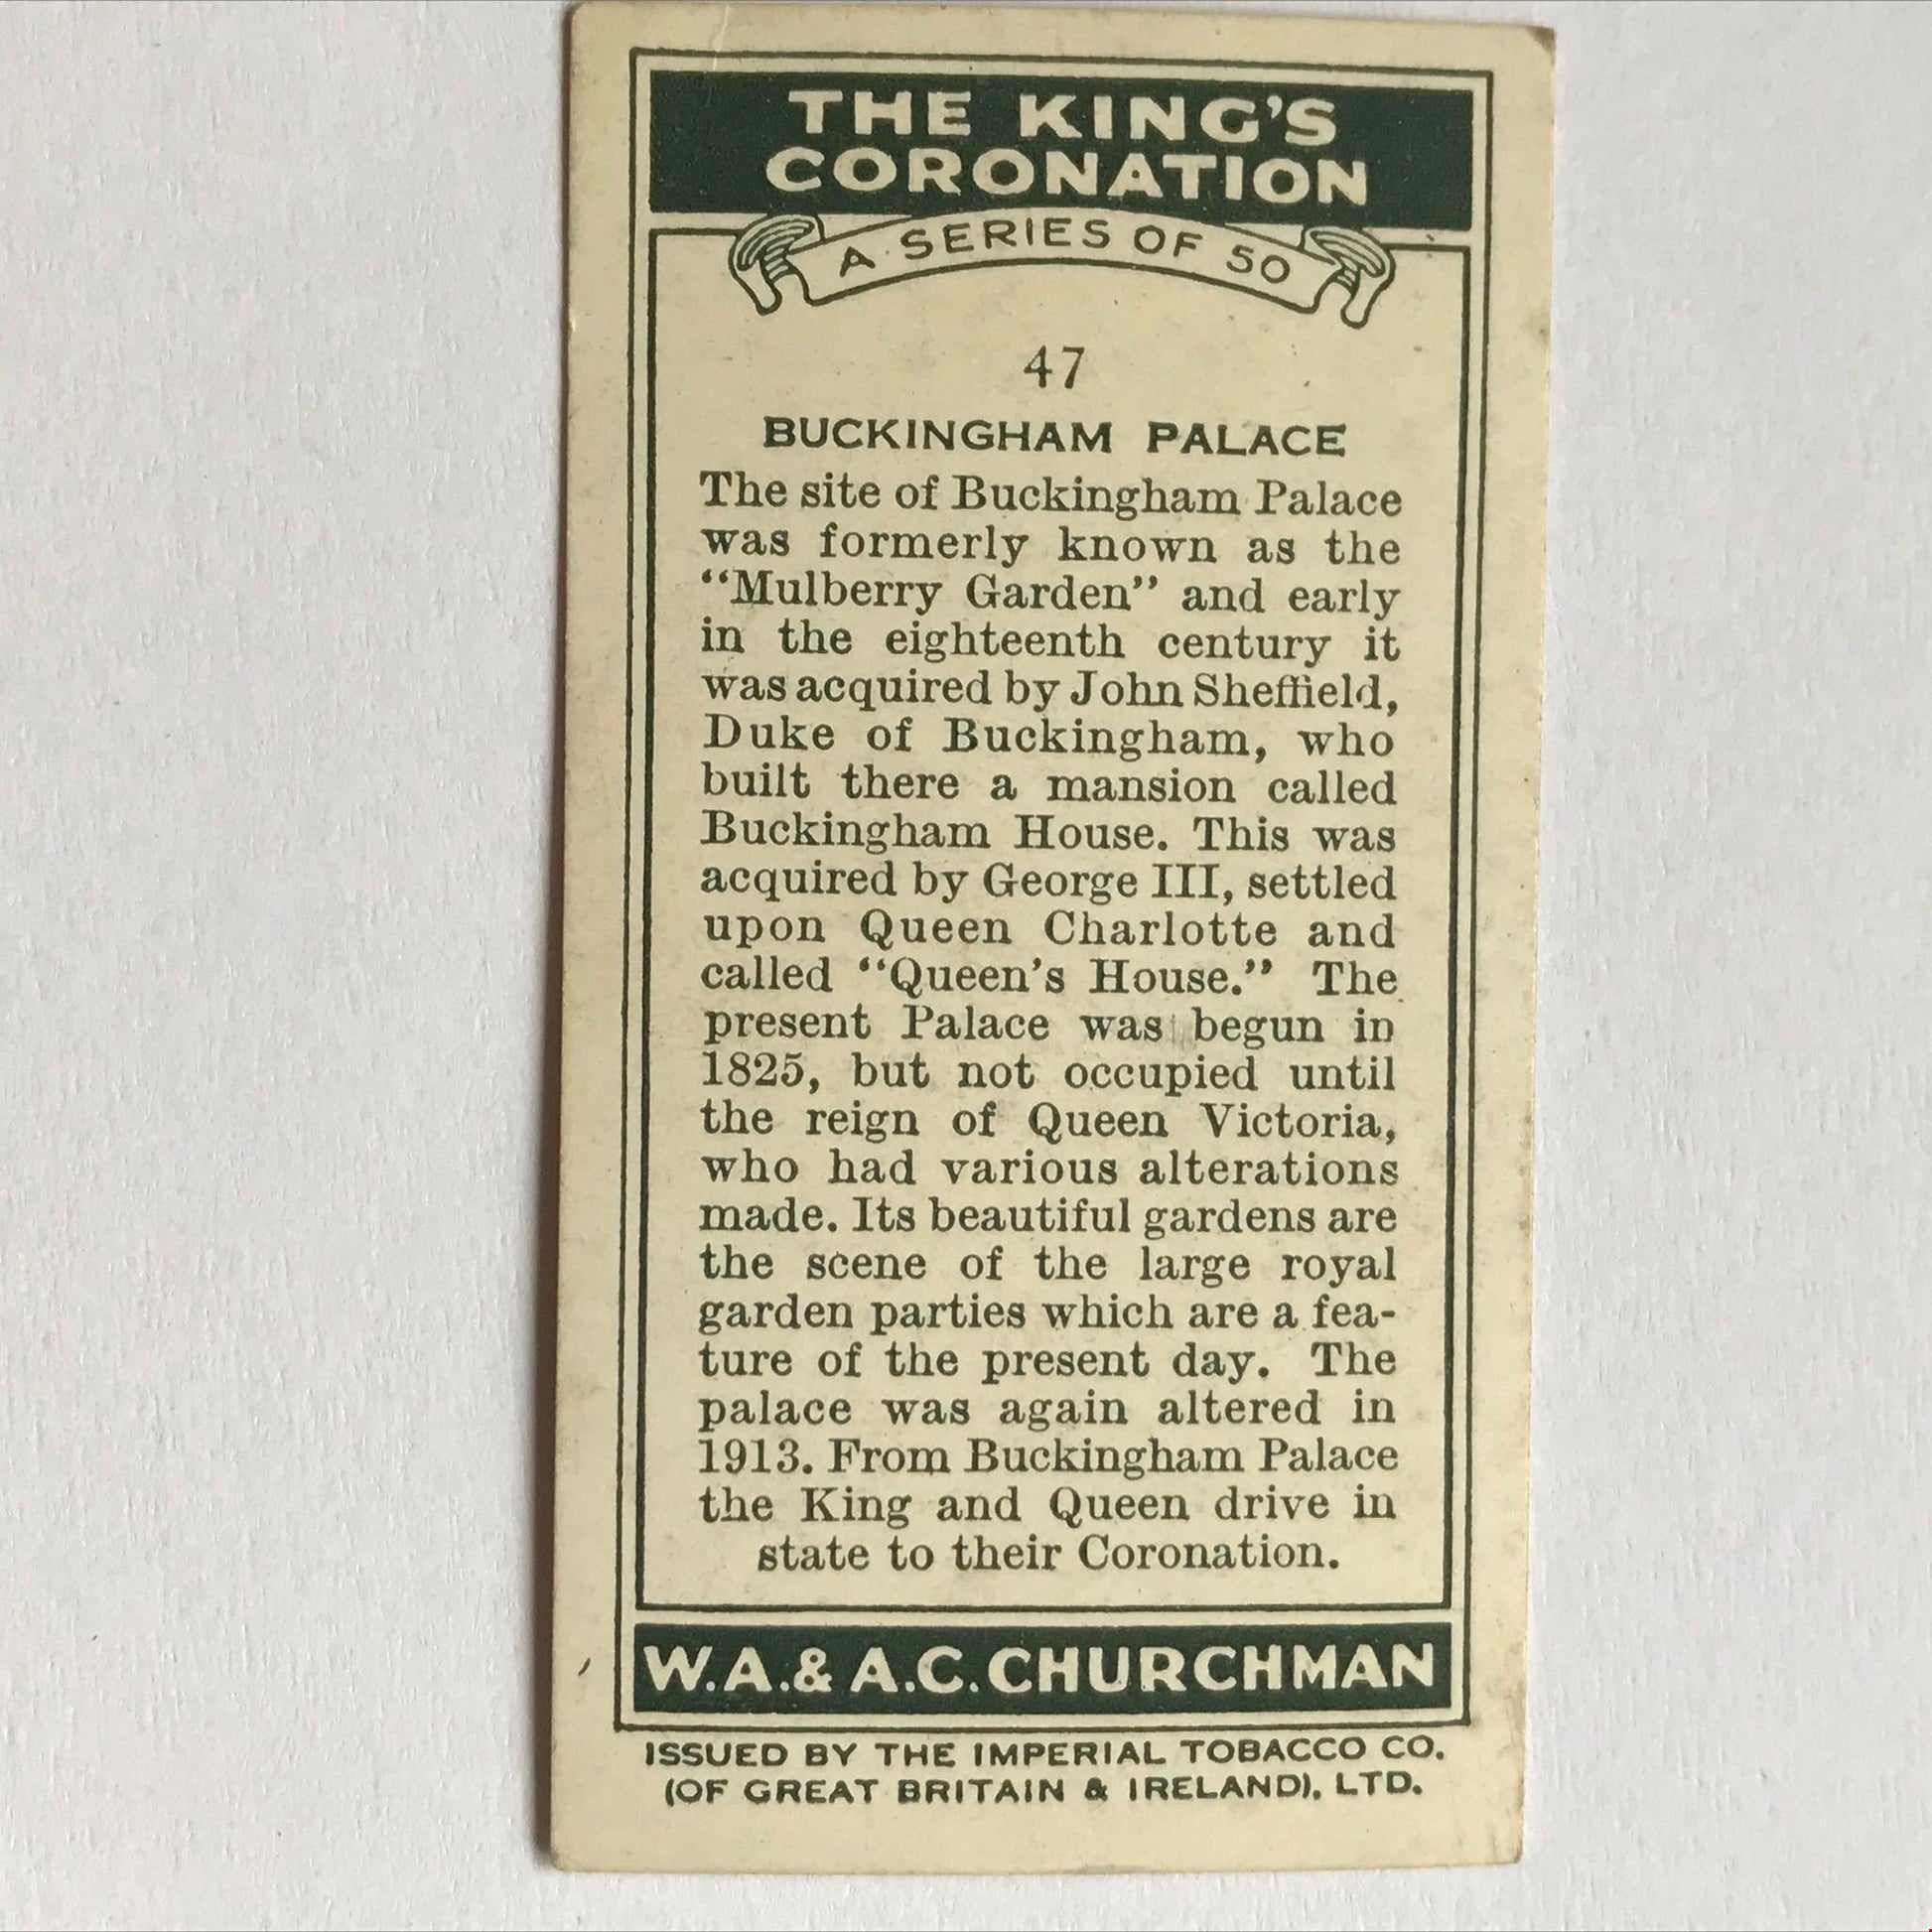 THE KING'S
CORONATION
A SERIES OF 50
47
BUCKINGHAM PALACE
The site of Buckingham Palace
was formerly known as the
"Mulberry Garden" and early
in the eighteenth century it
was acquired by John Sheffield,
Duke of Buckingham, who
built there a mansion called
Buckingham House. This was
acquired by George III, settled
upon Queen Charlotte and
called "Queen's House." The
present Palace was begun in
1825, but not occupied until
the reign of Queen Victoria,
who had various alterations
made. Its beautiful gardens are
the scene of the large royal
garden parties which are a fea-
ture of the present day. The
palace was again altered in
1913. From Buckingham Palace
the King and Queen drive in
state to their Coronation.
W.A.& A.C.CHURCHMAN
ISSUED BY THE IMPERIAL TOBACCO CO.
(OF GREAT BRITAIN & IRELAND), LTD.